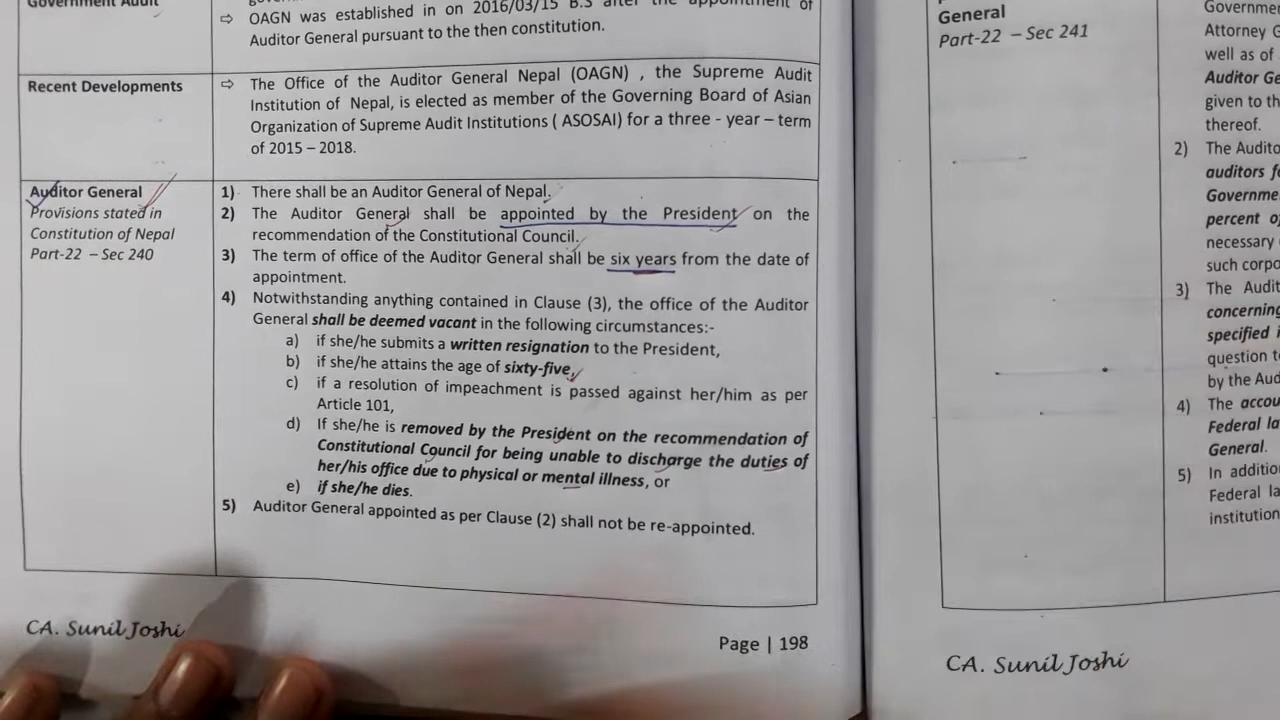 Government Audit
⇨ OAGN was established in on 2016/03/15 B.S after the appointment of
Auditor General pursuant to the then constitution.
Recent Developments
⇨ The Office of the Auditor General Nepal (OAGN) , the Supreme Audit
Institution of Nepal, is elected as member of the Governing Board of Asian
Organization of Supreme Audit Institutions ( ASOSAI) for a three - year – term
of 2015 – 2018.
Auditor General
Provisions stated in
Constitution of Nepal
Part-22 – Sec 240
1) There shall be an Auditor General of Nepal.
2) The Auditor General shall be appointed by the President on the
recommendation of the Constitutional Council.
3) The term of office of the Auditor General shall be six years from the date of
appointment.
4) Notwithstanding anything contained in Clause (3), the office of the Auditor
General shall be deemed vacant in the following circumstances:-
a) if she/he submits a written resignation to the President,
b) if she/he attains the age of sixty-five,
c) if a resolution of impeachment is passed against her/him as per
Article 101,
d) If she/he is removed by the President on the recommendation of
Constitutional Council for being unable to discharge the duties of
her/his office due to physical or mental illness, or
e) if she/he dies.
5) Auditor General appointed as per Clause (2) shall not be re-appointed.
CA. Sunil Joshi
Page | 198
General
Part-22 – Sec 241
Attorney G
well as of
given to th
thereof.
2) The Audito
auditors f
Governme
percent o
necessary
such corpo
3) The Audit
concerning
specified i
question t
by the Aud
4) The accou
Federal la
General.
5) In addition
Federal la
institution
CA. Sunil Joshi